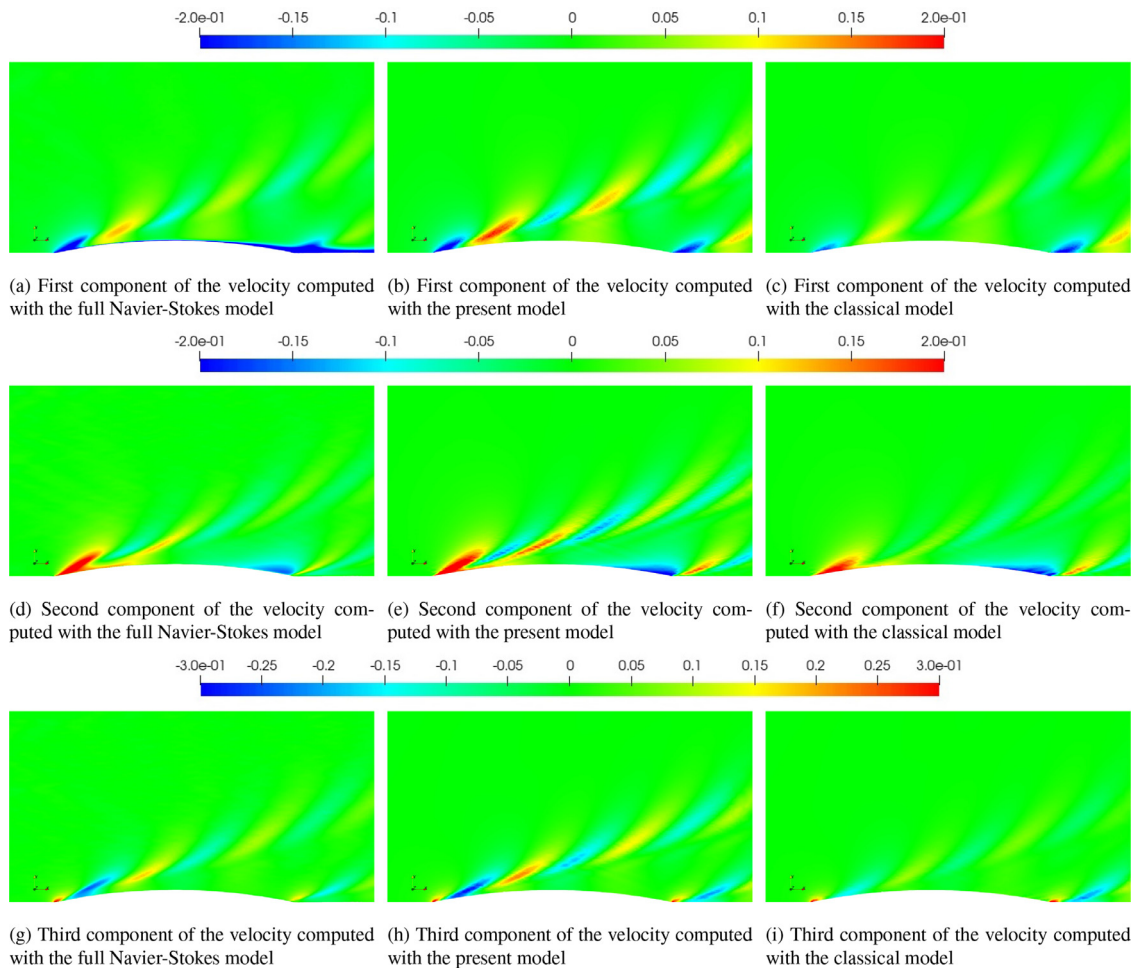 -2.0e-01 -0.15 -0.1 -0.05 0 0.05 0.1 0.15 2.0e-01
(a) First component of the velocity computed
with the full Navier-Stokes model
(b) First component of the velocity computed
with the present model
(c) First component of the velocity computed
with the classical model
-2.0e-01 -0.15 -0.1 -0.05 0 0.05 0.1 0.15 2.0e-01
(d) Second component of the velocity com-
puted with the full Navier-Stokes model
(e) Second component of the velocity com-
puted with the present model
(f) Second component of the velocity com-
puted with the classical model
-3.0e-01 -0.25 -0.2 -0.15 -0.1 -0.05 0 0.05 0.1 0.15 0.2 0.25 3.0e-01
(g) Third component of the velocity computed
with the full Navier-Stokes model
(h) Third component of the velocity computed
with the present model
(i) Third component of the velocity computed
with the classical model